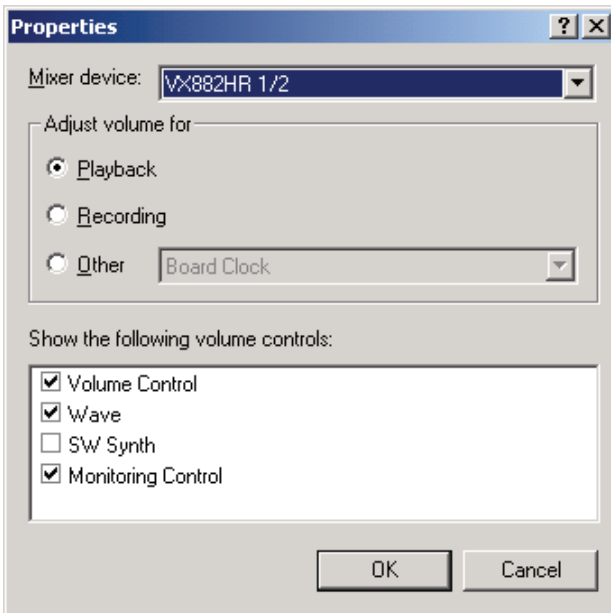 Properties
Mixer device: VX882HR 1/2
Adjust volume for
Playback
Recording
Other Board Clock
Show the following volume controls:
Volume Control
Wave
SW Synth
Monitoring Control
OK Cancel